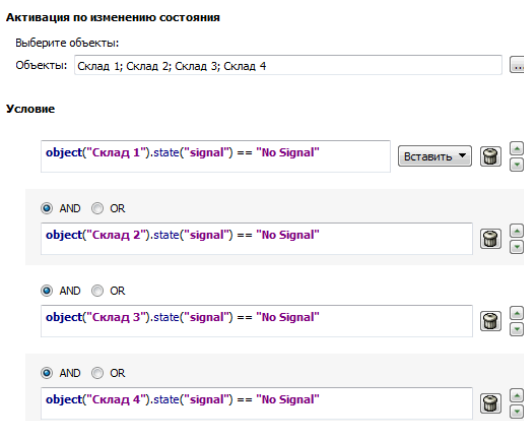 Активация по изменению состояния
Выберите объекты:
Объекты: Склад 1; Склад 2; Склад 3; Склад 4 ...
Условие
object("Склад 1").state("signal") == "No Signal" Вставить
AND OR
object("Склад 2").state("signal") == "No Signal"
AND OR
object("Склад 3").state("signal") == "No Signal"
AND OR
object("Склад 4").state("signal") == "No Signal"